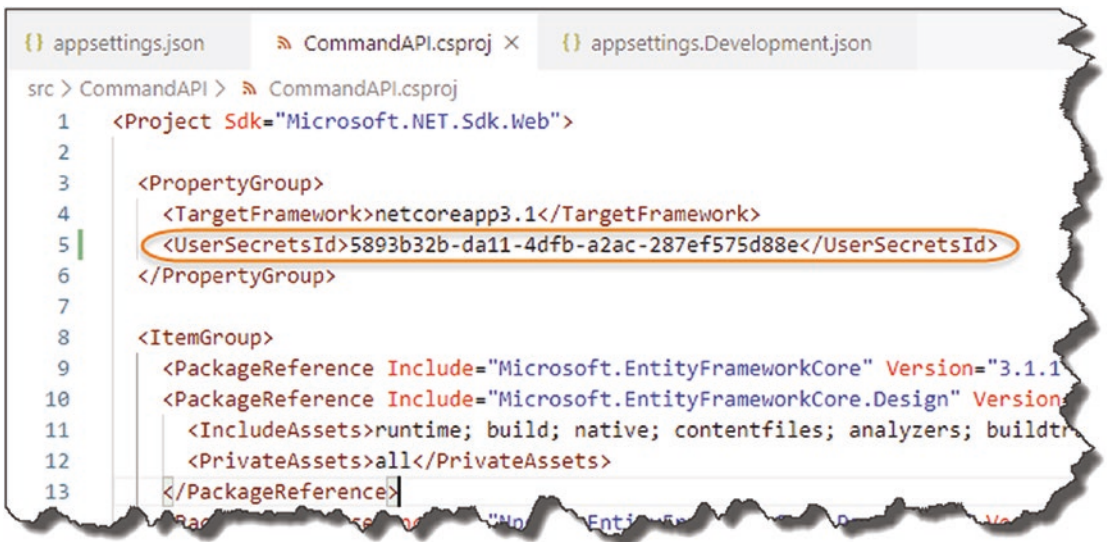 {} appsettings.json CommandAPI.csproj × {} appsettings.Development.json
src > CommandAPI > CommandAPI.csproj
1 <Project Sdk="Microsoft.NET.Sdk.Web">
2
3 <PropertyGroup>
4 <TargetFramework>netcoreapp3.1</TargetFramework>
5 <UserSecretsId>5893b32b-da11-4dfb-a2ac-287ef575d88e</UserSecretsId>
6 </PropertyGroup>
7
8 <ItemGroup>
9 <PackageReference Include="Microsoft.EntityFrameworkCore" Version="3.1.1
10 <PackageReference Include="Microsoft.EntityFrameworkCore.Design" Version
11 <IncludeAssets>runtime; build; native; contentfiles; analyzers;
12 <PrivateAssets>all</PrivateAssets>
13 </PackageReference>